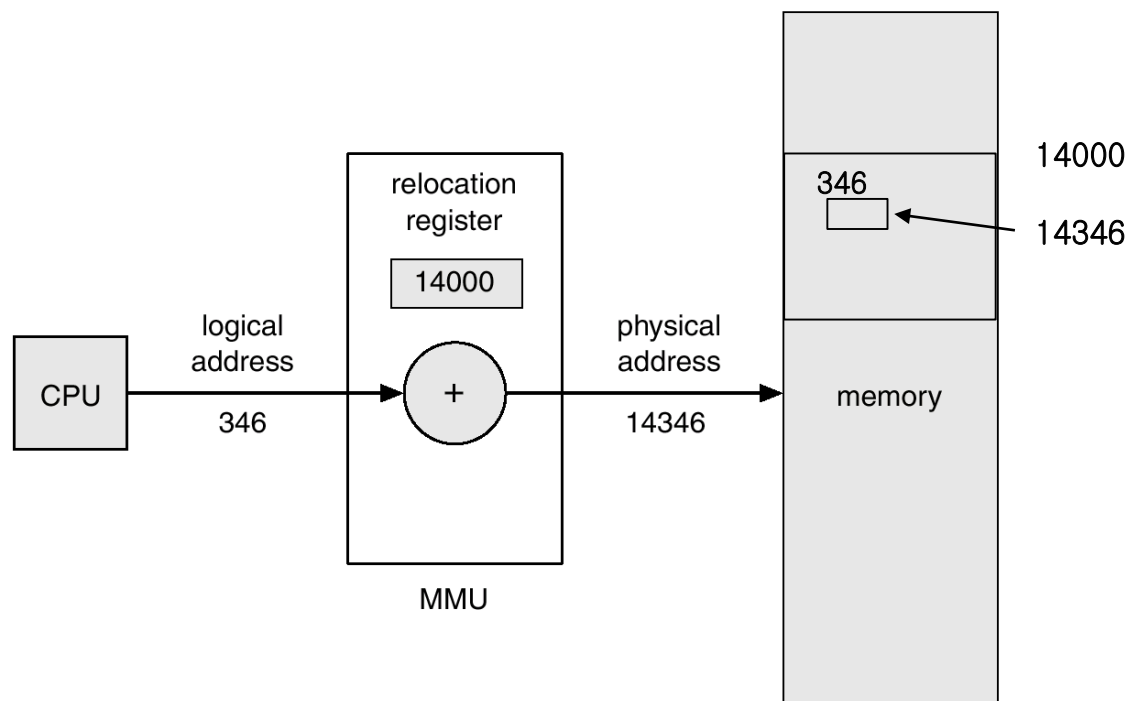 CPU
logical
address
346
relocation
register
14000
+
MMU
physical
address
14346
346
memory
14000
14346